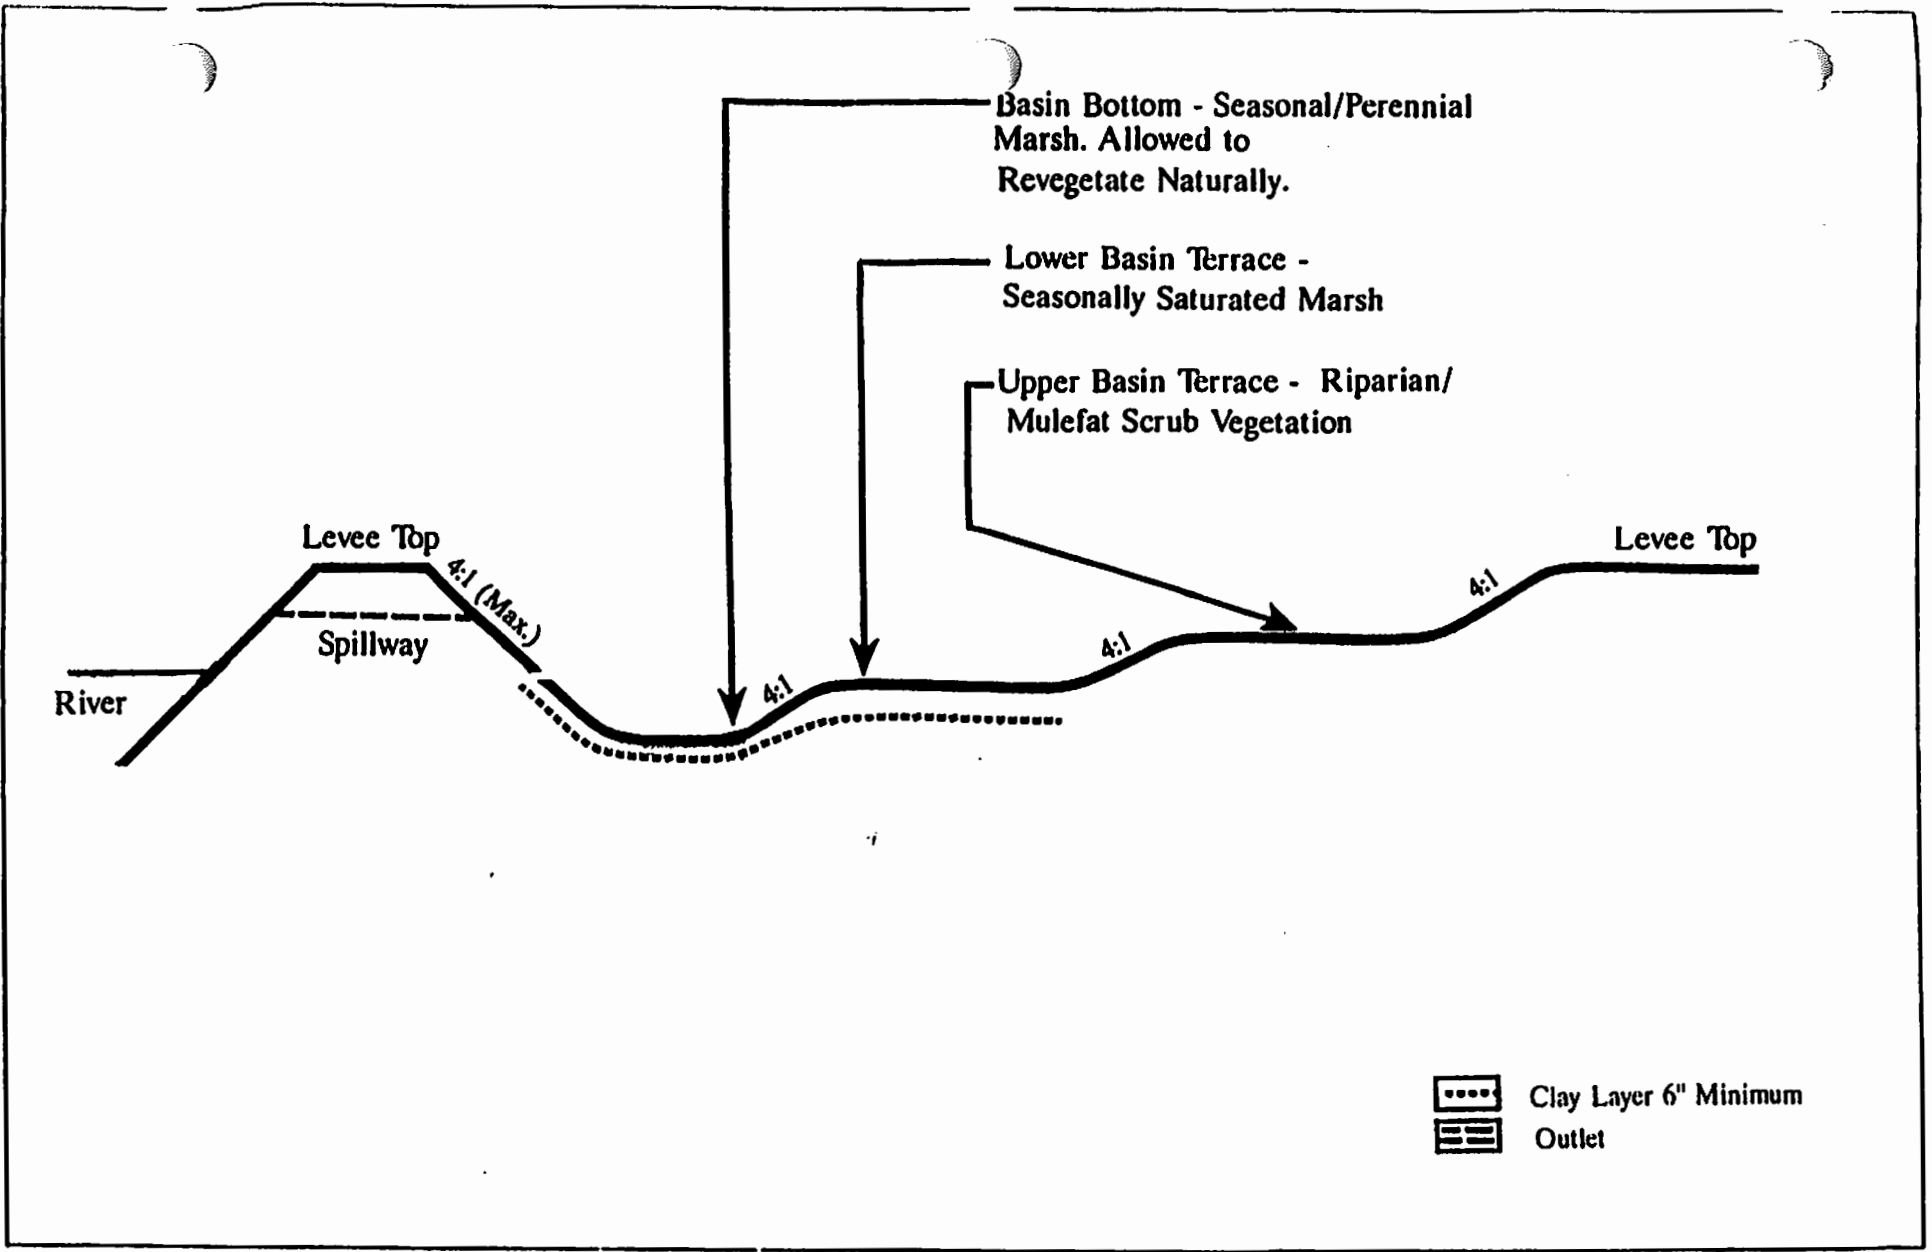 Basin Bottom - Seasonal/Perennial
Marsh. Allowed to
Revegetate Naturally.
Lower Basin Terrace -
Seasonally Saturated Marsh
Upper Basin Terrace - Riparian/
Mulefat Scrub Vegetation
Levee Top
4:1 (Max.)
Spillway
River
4:1
4:1
4:1
Levee Top
Clay Layer 6" Minimum
Outlet